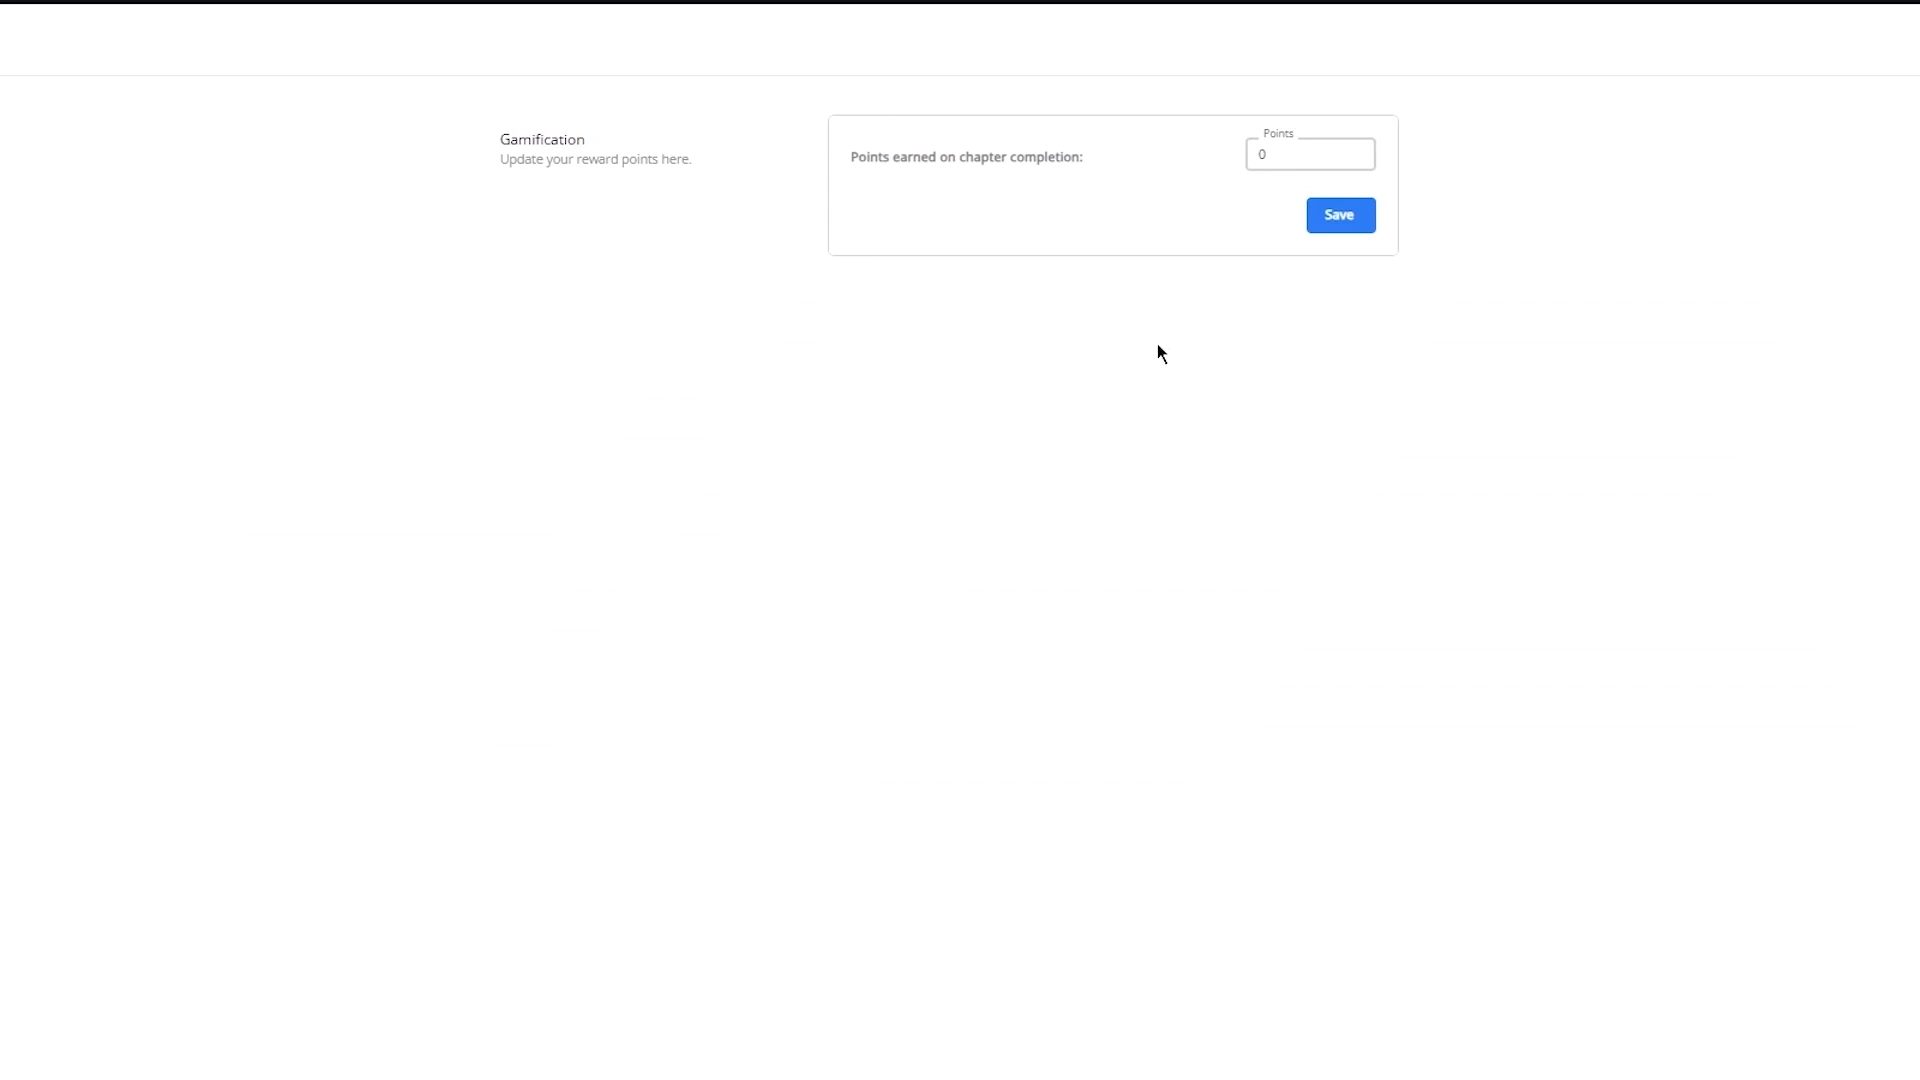 Gamification
Update your reward points here.
Points earned on chapter completion:
Points
0
Save